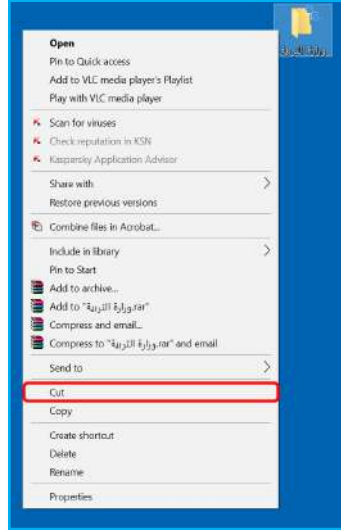 Open
Pin to Quick access
Add to VLC media player's Playlist
Play with VLC media player
Scan for viruses
Check reputation in KSN
Kaspersky Application Advisor
Share with
Restore previous versions
Combine files in Acrobat...
Include in library
Pin to Start
Add to archive...
Add to "وزارة التربية.rar"
Compress and email...
Compress to "وزارة التربية.rar" and email
Send to
Cut
Copy
Create shortcut
Delete
Rename
Properties